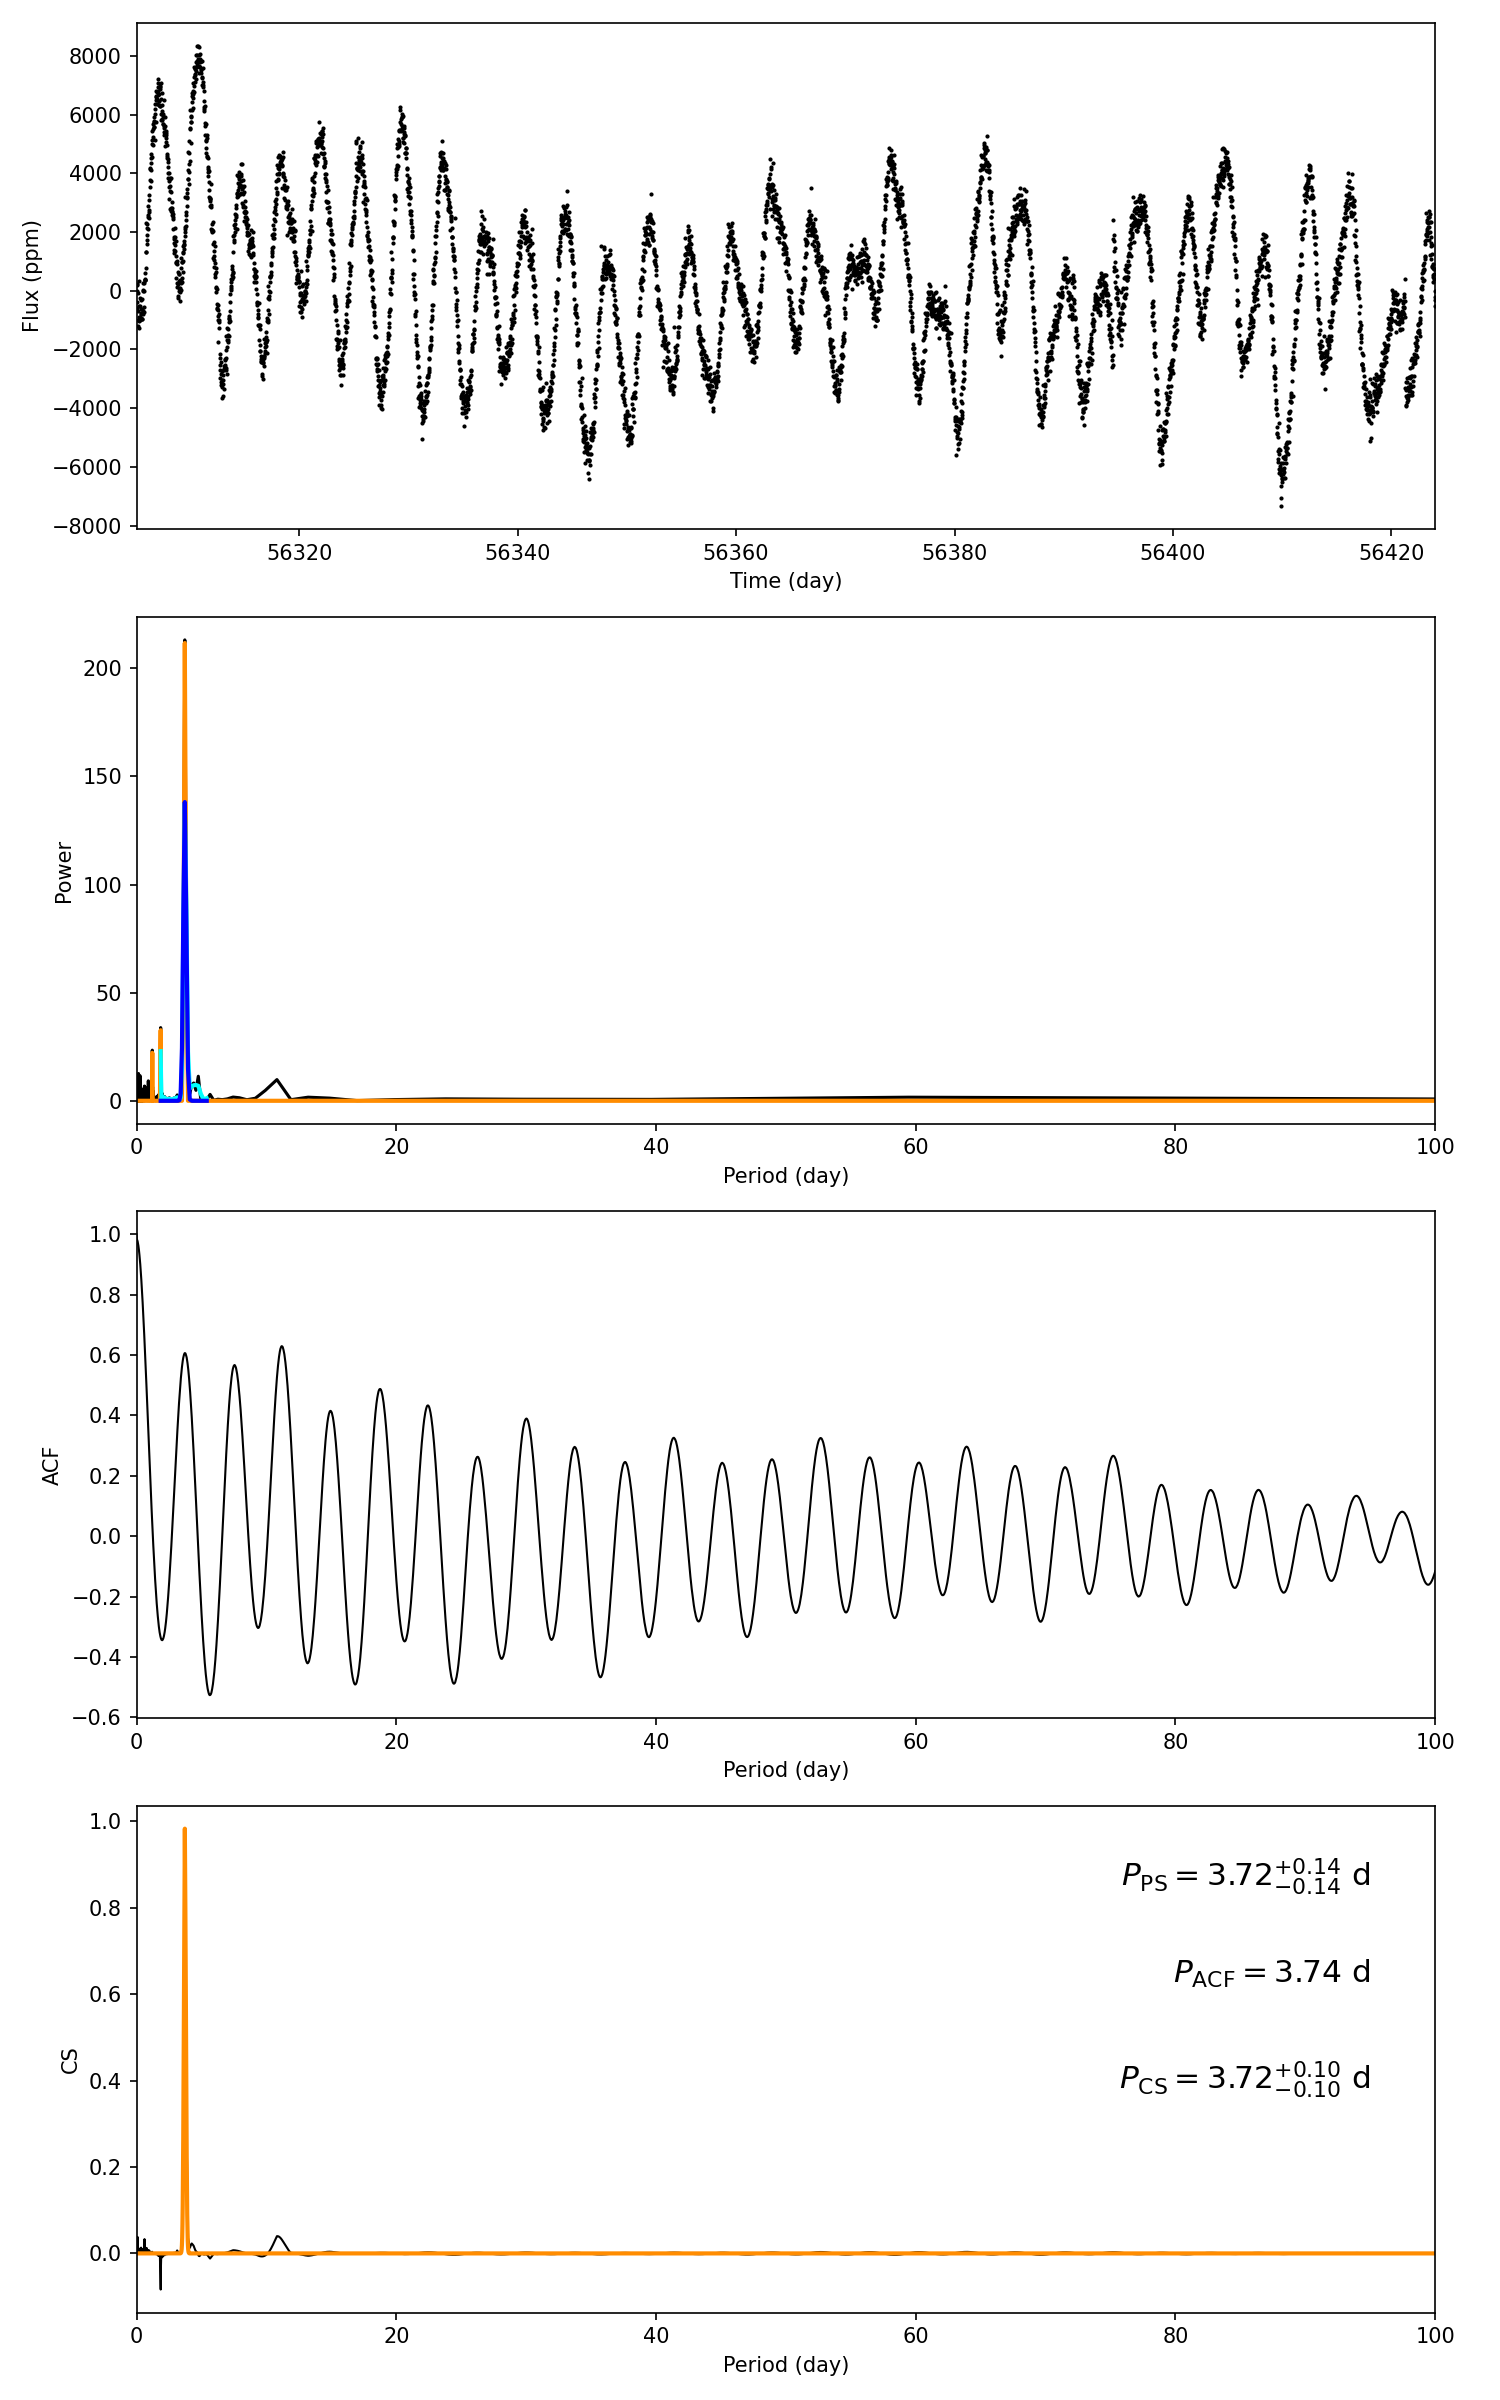 8000
6000
4000
2000
0
−2000
−4000
−6000
−8000
Flux (ppm)
56320 56340 56360 56380 56400 56420
Time (day)
200
150
100
50
0
Power
0 20 40 60 80 100
Period (day)
1.0
0.8
0.6
0.4
0.2
0.0
−0.2
−0.4
−0.6
ACF
0 20 40 60 80 100
Period (day)
1.0
0.8
0.6
0.4
0.2
0.0
CS
P_PS = 3.72 +0.14 −0.14 d
P_ACF = 3.74 d
P_CS = 3.72 +0.10 −0.10 d
0 20 40 60 80 100
Period (day)